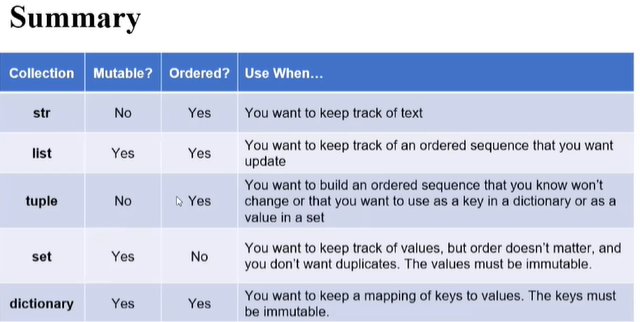 Summary
Collection Mutable? Ordered? Use When…
str No Yes You want to keep track of text
list Yes Yes You want to keep track of an ordered sequence that you want
update
tuple No Yes You want to build an ordered sequence that you know won't
change or that you want to use as a key in a dictionary or as a
value in a set
set Yes No You want to keep track of values, but order doesn't matter, and
you don't want duplicates. The values must be immutable.
dictionary Yes Yes You want to keep a mapping of keys to values. The keys must
be immutable.